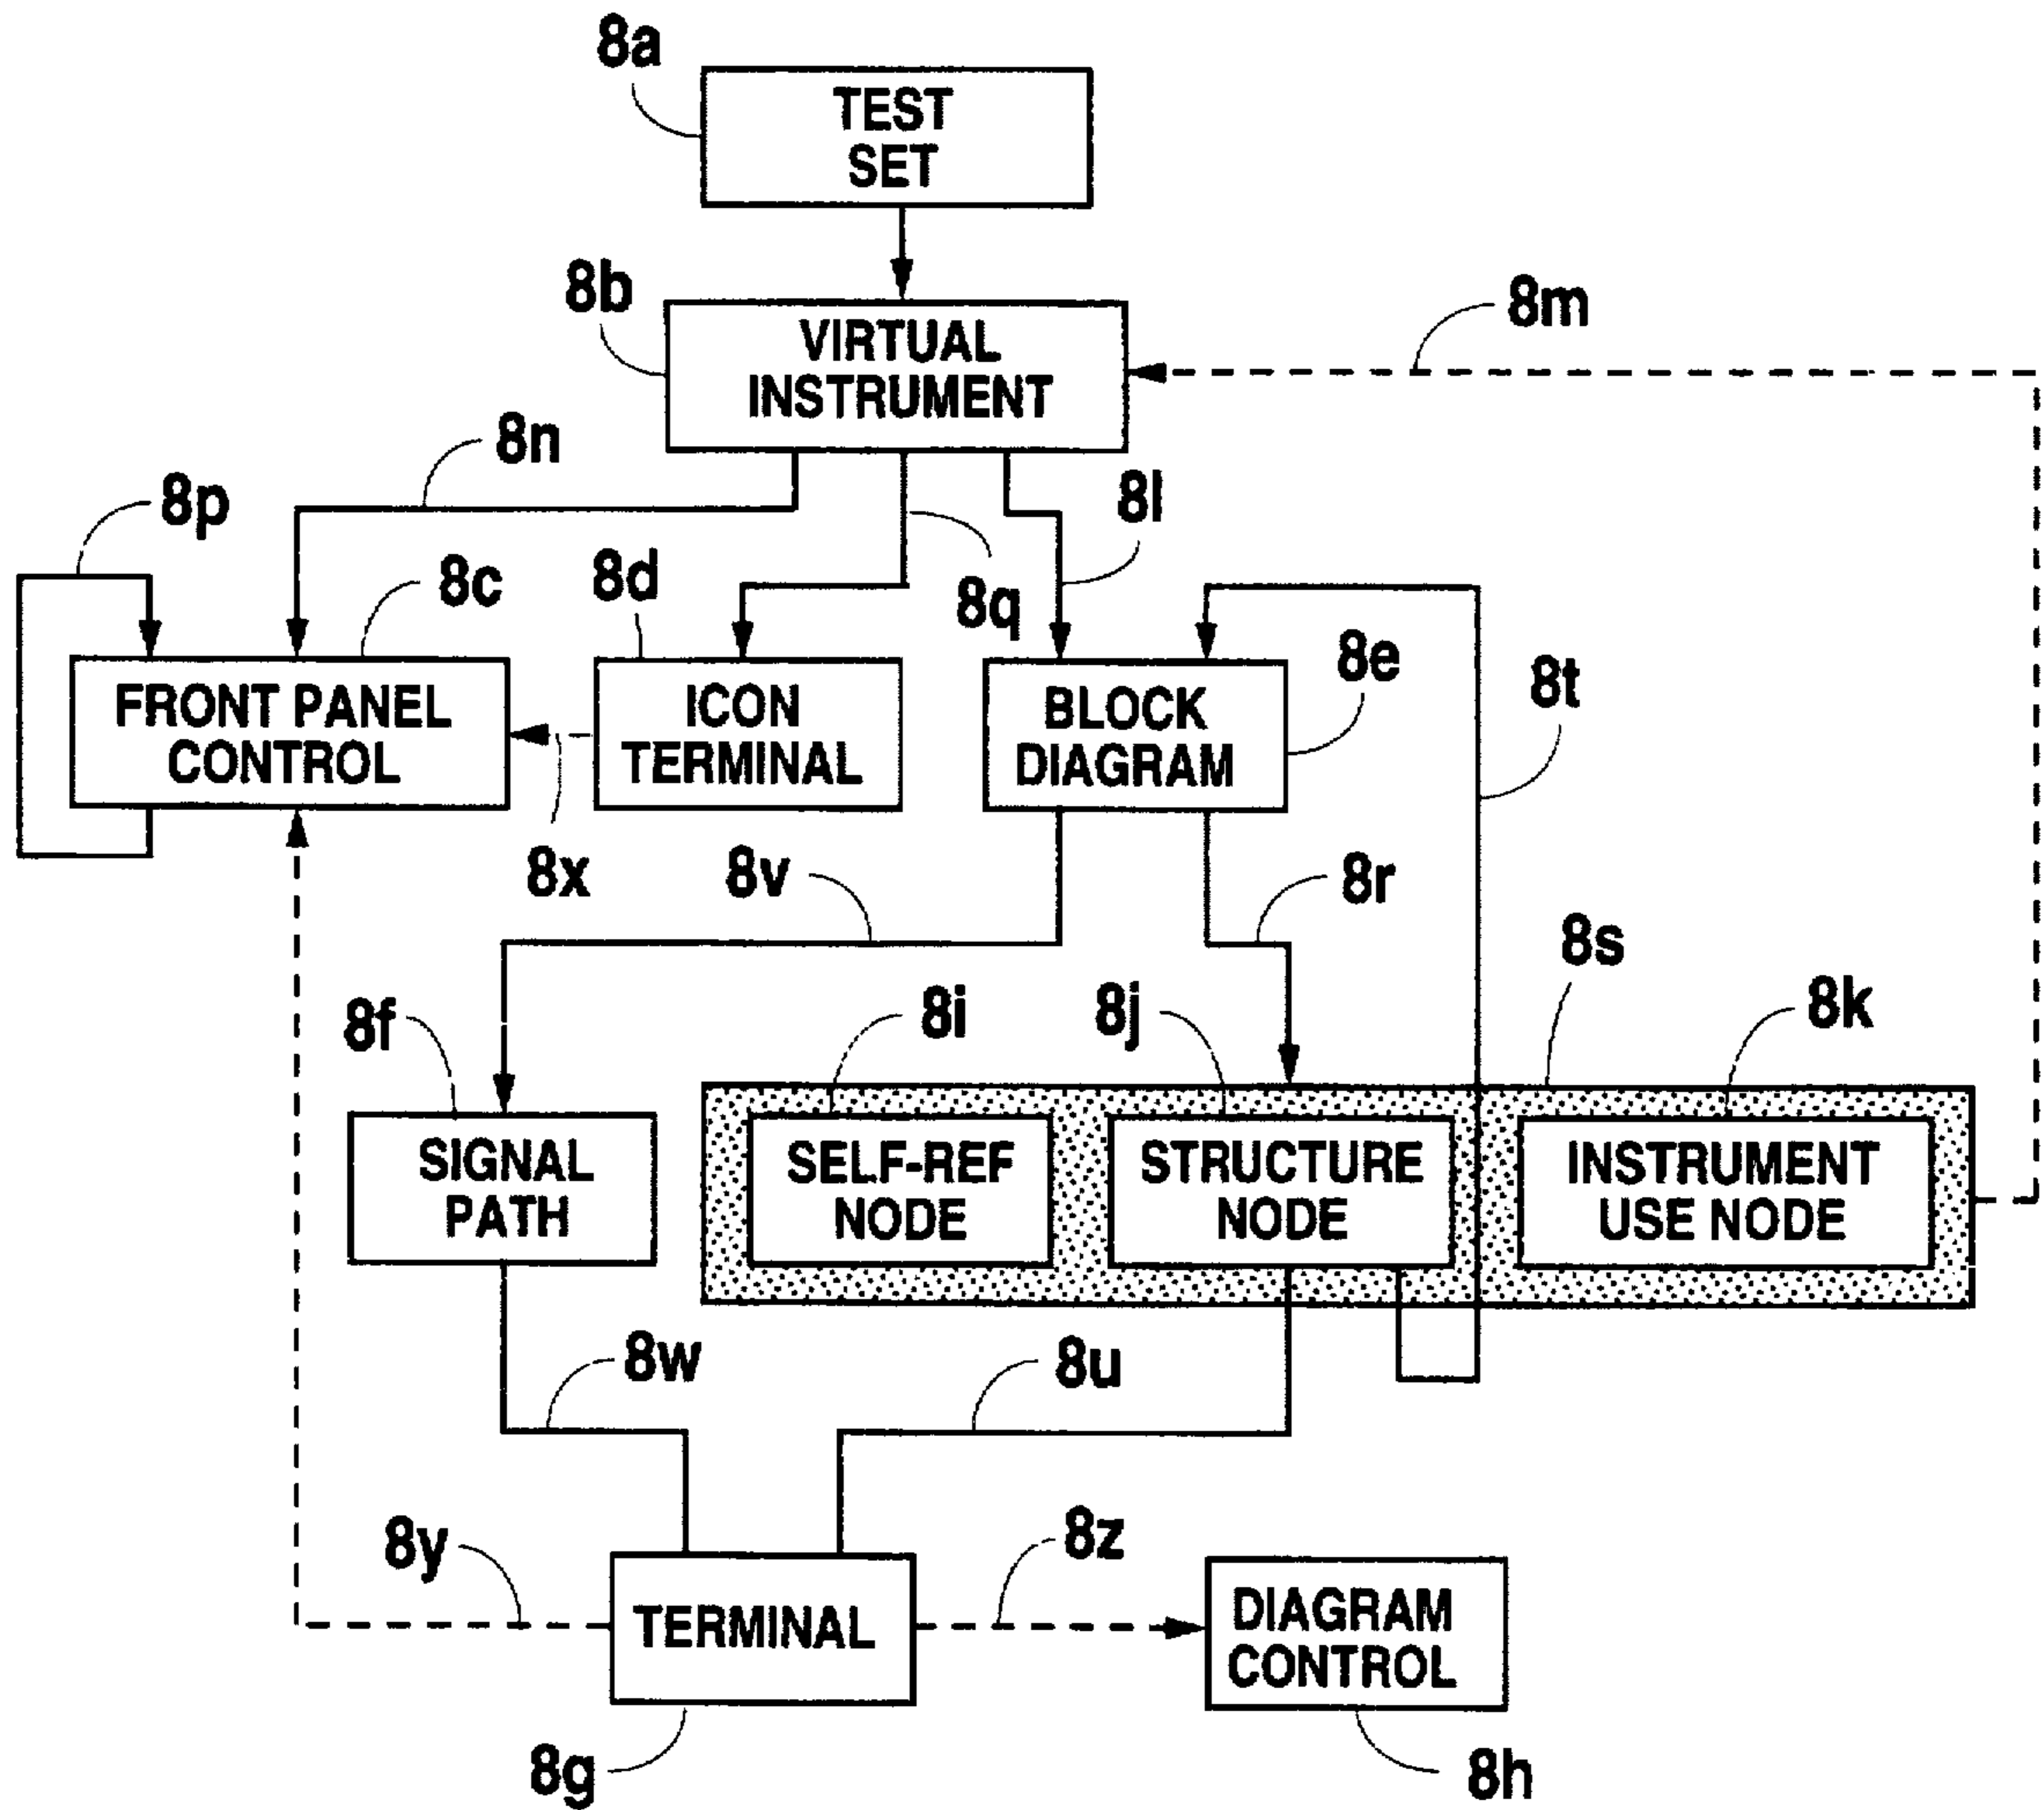 8a
TEST
SET
8b
VIRTUAL
INSTRUMENT
8m
8n
8l
8p
8c
8d
8q
8e
8t
FRONT PANEL
CONTROL
ICON
TERMINAL
BLOCK
DIAGRAM
8x
8v
8r
8s
8f
8i
8j
8k
SIGNAL
PATH
SELF-REF
NODE
STRUCTURE
NODE
INSTRUMENT
USE NODE
8w
8u
8y
8z
TERMINAL
DIAGRAM
CONTROL
8g
8h